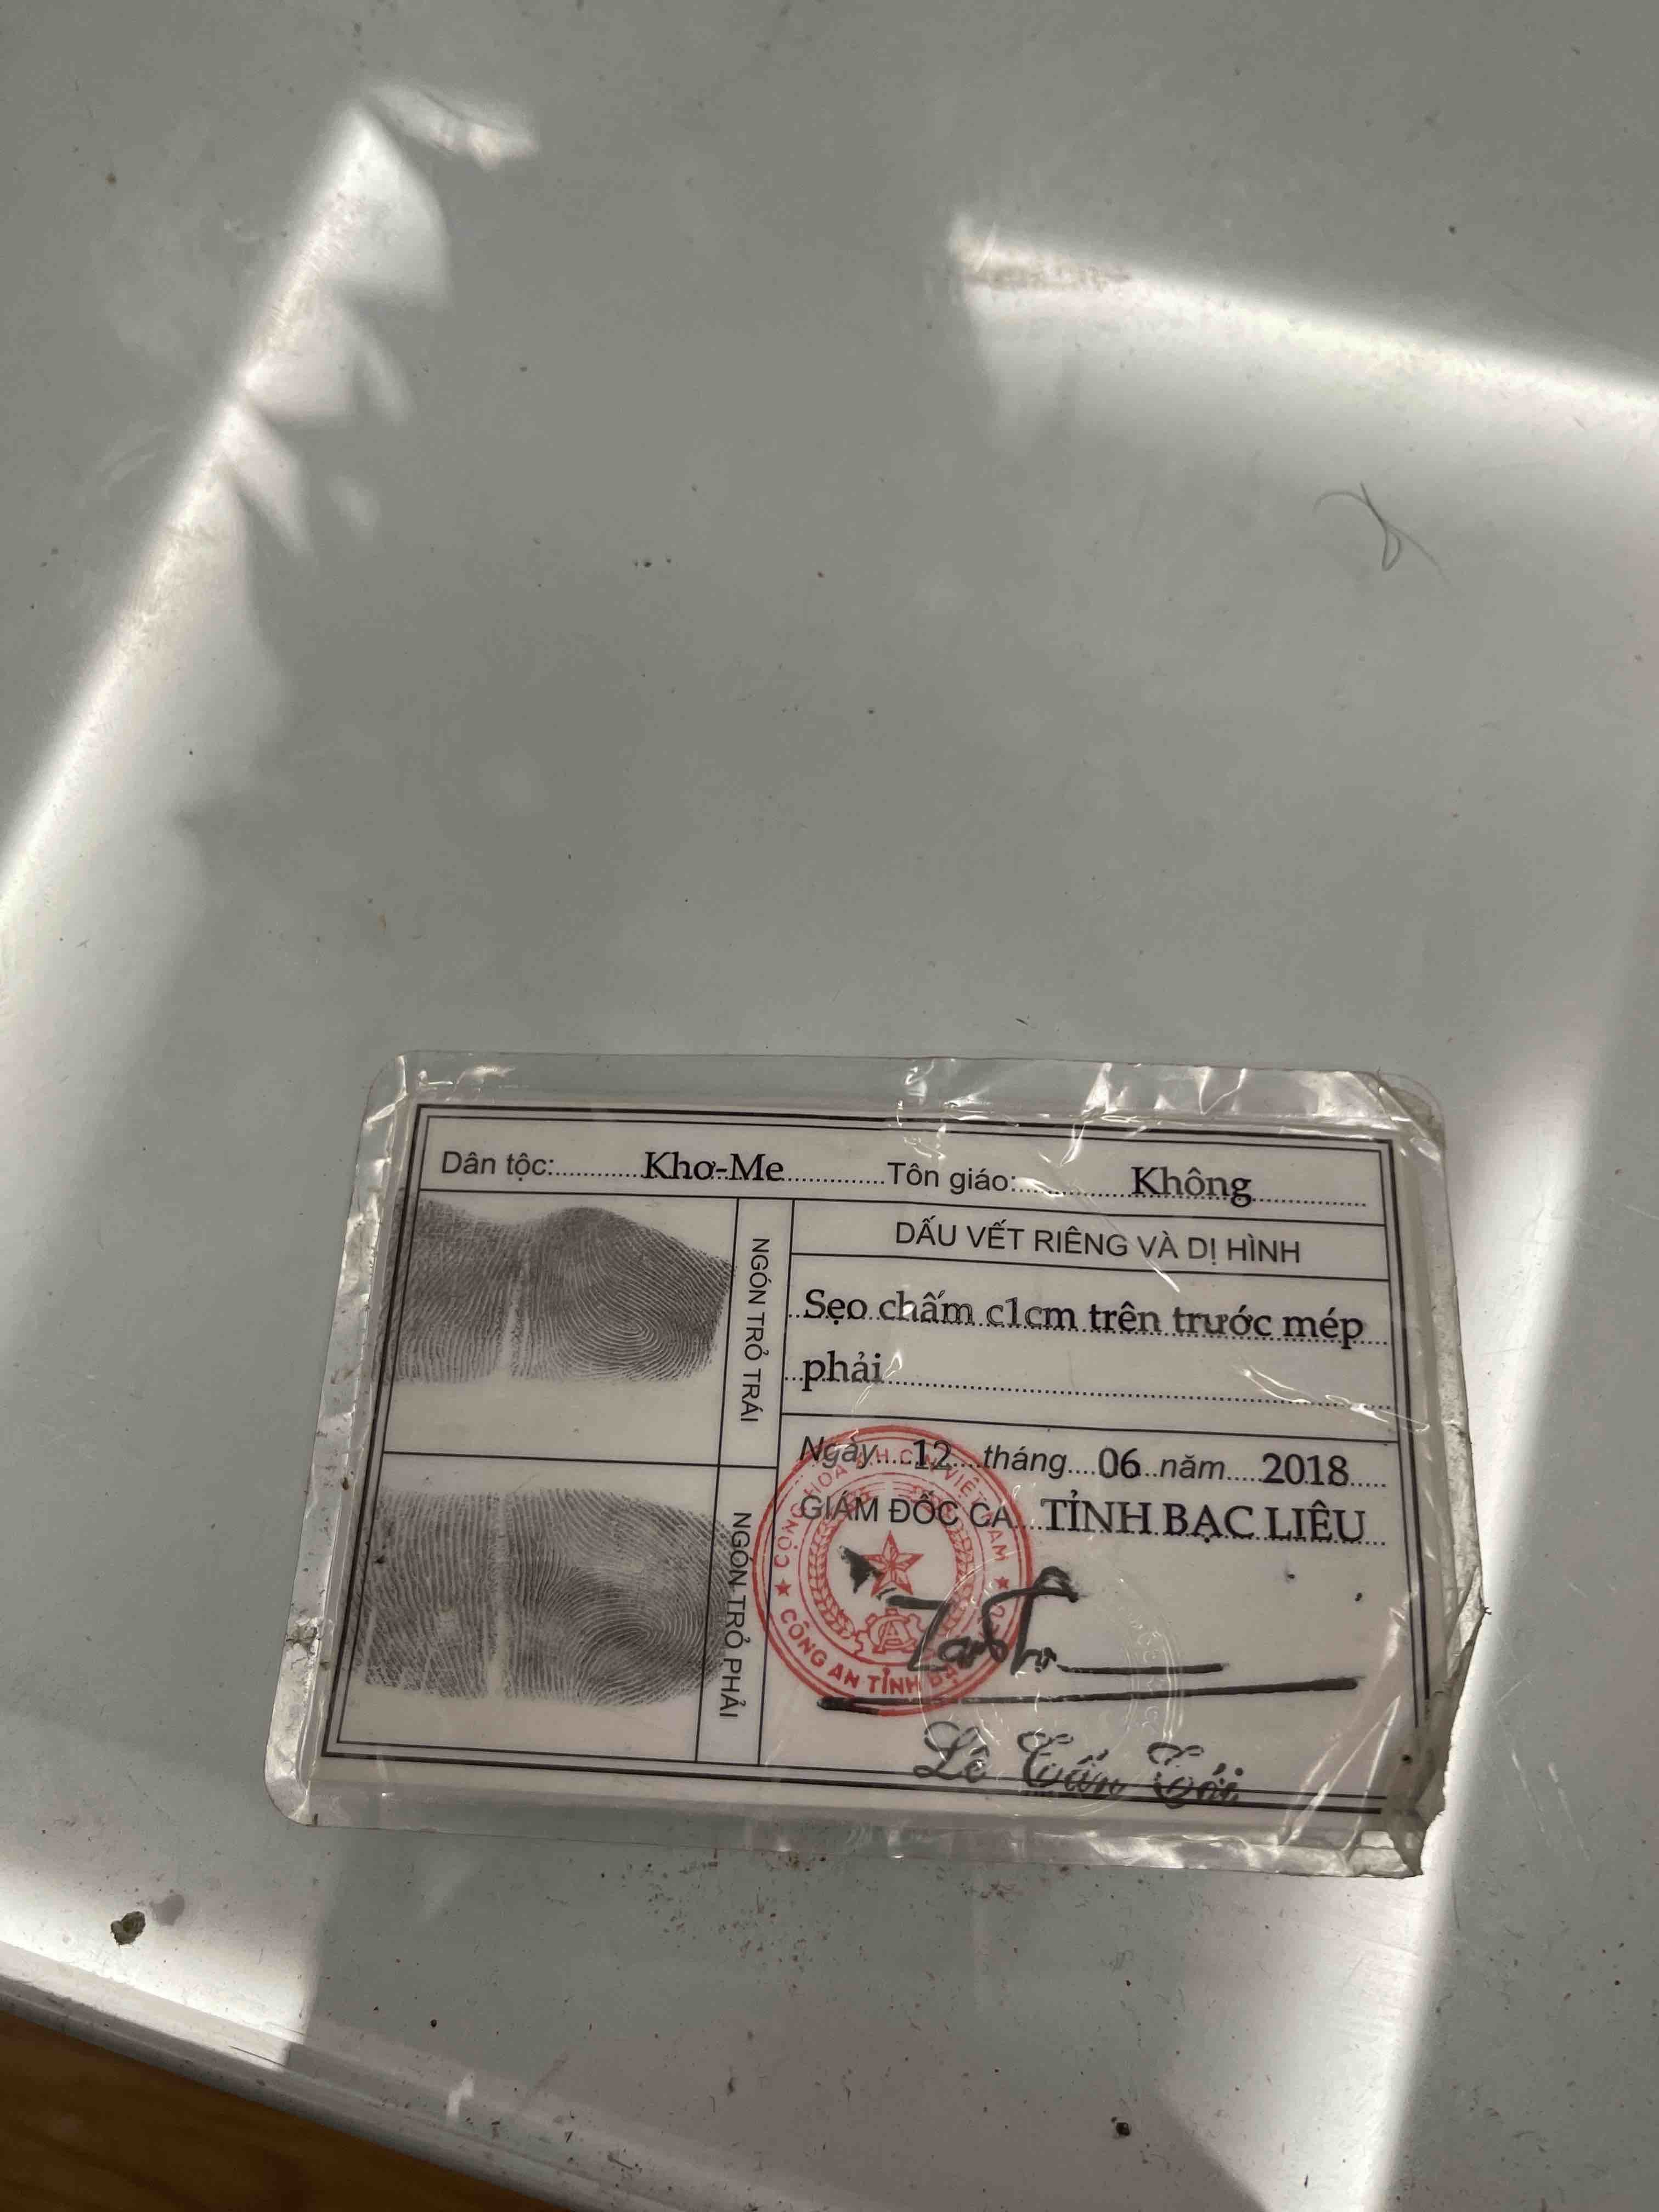 Dân tộc: Khơ-Me Tôn giáo: Không
NGÓN TRỎ TRÁI
DẤU VẾT RIÊNG VÀ DỊ HÌNH
Sẹo chấm c1cm trên trước mép
phải
NGÓN TRỎ PHẢI
Ngày 12 tháng 06 năm 2018
GIÁM ĐỐC CA TỈNH BẠC LIÊU
CÔNG AN TỈNH
Lê Tấn Tới